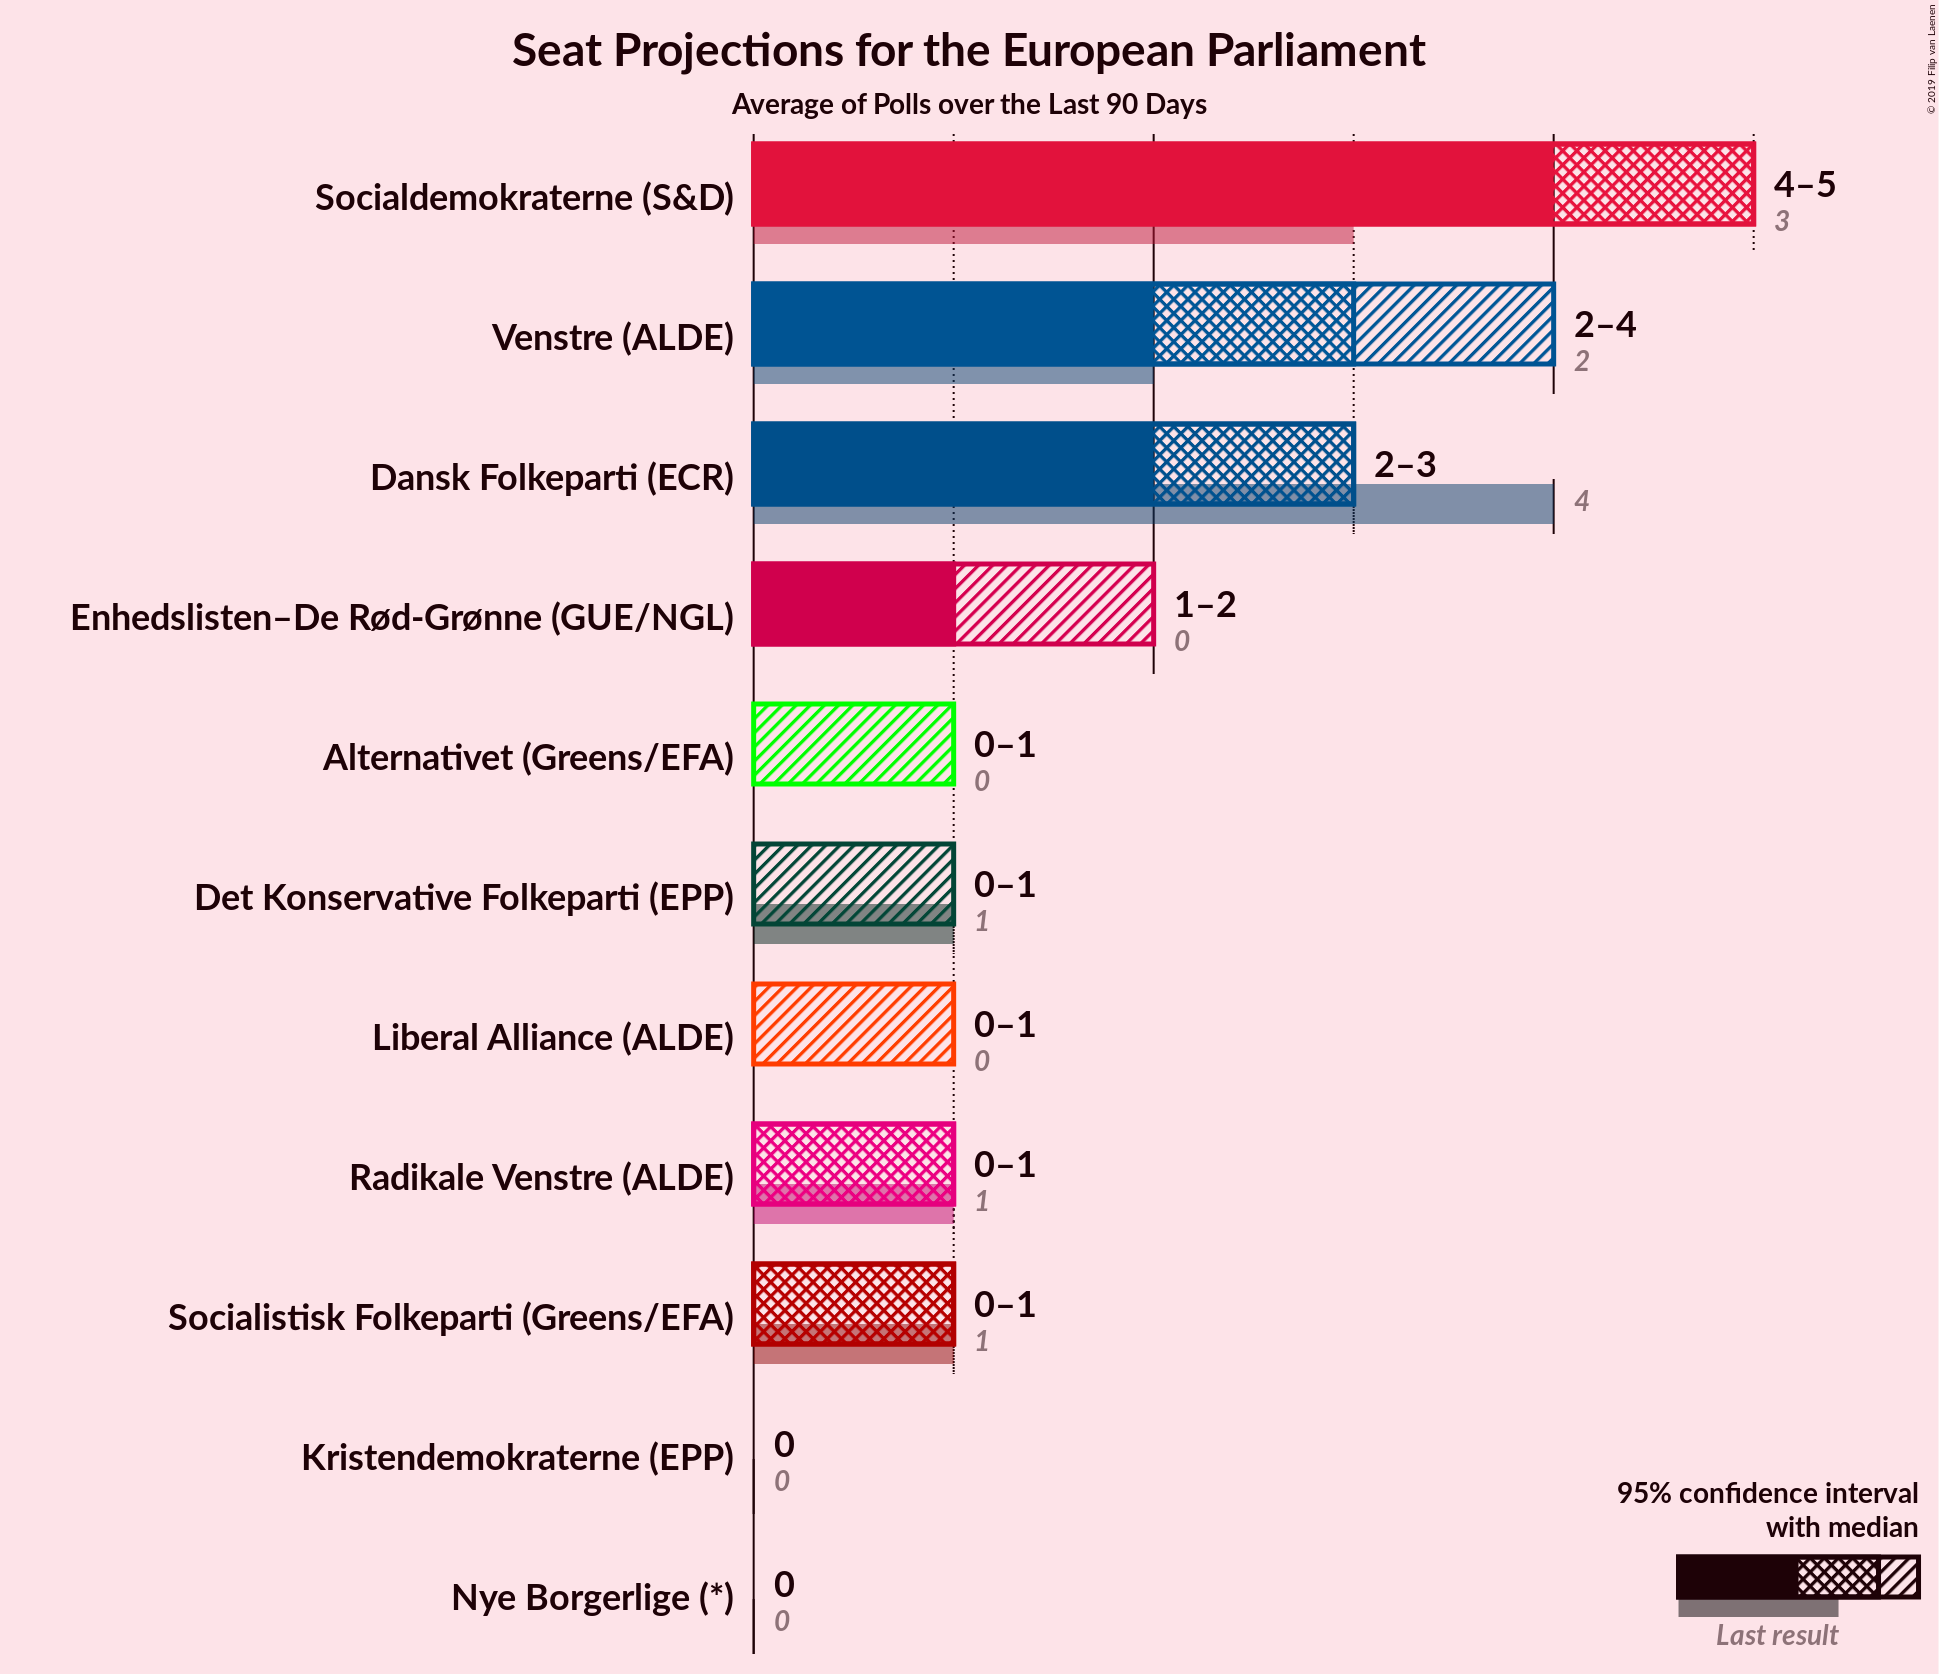 Seat Projections for the European Parliament
Average of Polls over the Last 90 Days
© 2019 Filip van Laenen
Socialdemokraterne (S&D)
4–5
3
Venstre (ALDE)
2–4
2
Dansk Folkeparti (ECR)
2–3
4
Enhedslisten–De Rød-Grønne (GUE/NGL)
1–2
0
Alternativet (Greens/EFA)
0–1
0
Det Konservative Folkeparti (EPP)
0–1
1
Liberal Alliance (ALDE)
0–1
0
Radikale Venstre (ALDE)
0–1
1
Socialistisk Folkeparti (Greens/EFA)
0–1
1
Kristendemokraterne (EPP)
0
0
Nye Borgerlige (*)
0
0
95% confidence interval
with median
Last result